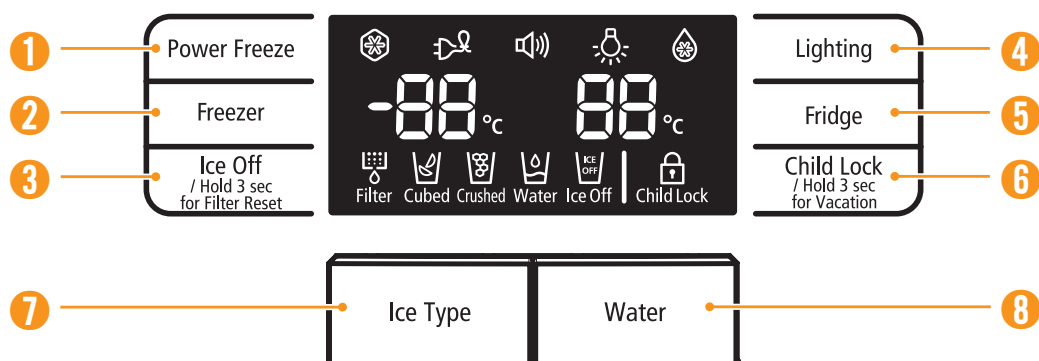 1
Power Freeze
2
Freezer
3
Ice Off
/ Hold 3 sec
for Filter Reset
-88 °C
88 °C
Filter
Cubed
Crushed
Water
ICE
OFF
Ice Off
Child Lock
Lighting
4
Fridge
5
Child Lock
/ Hold 3 sec
for Vacation
6
7
Ice Type
Water
8